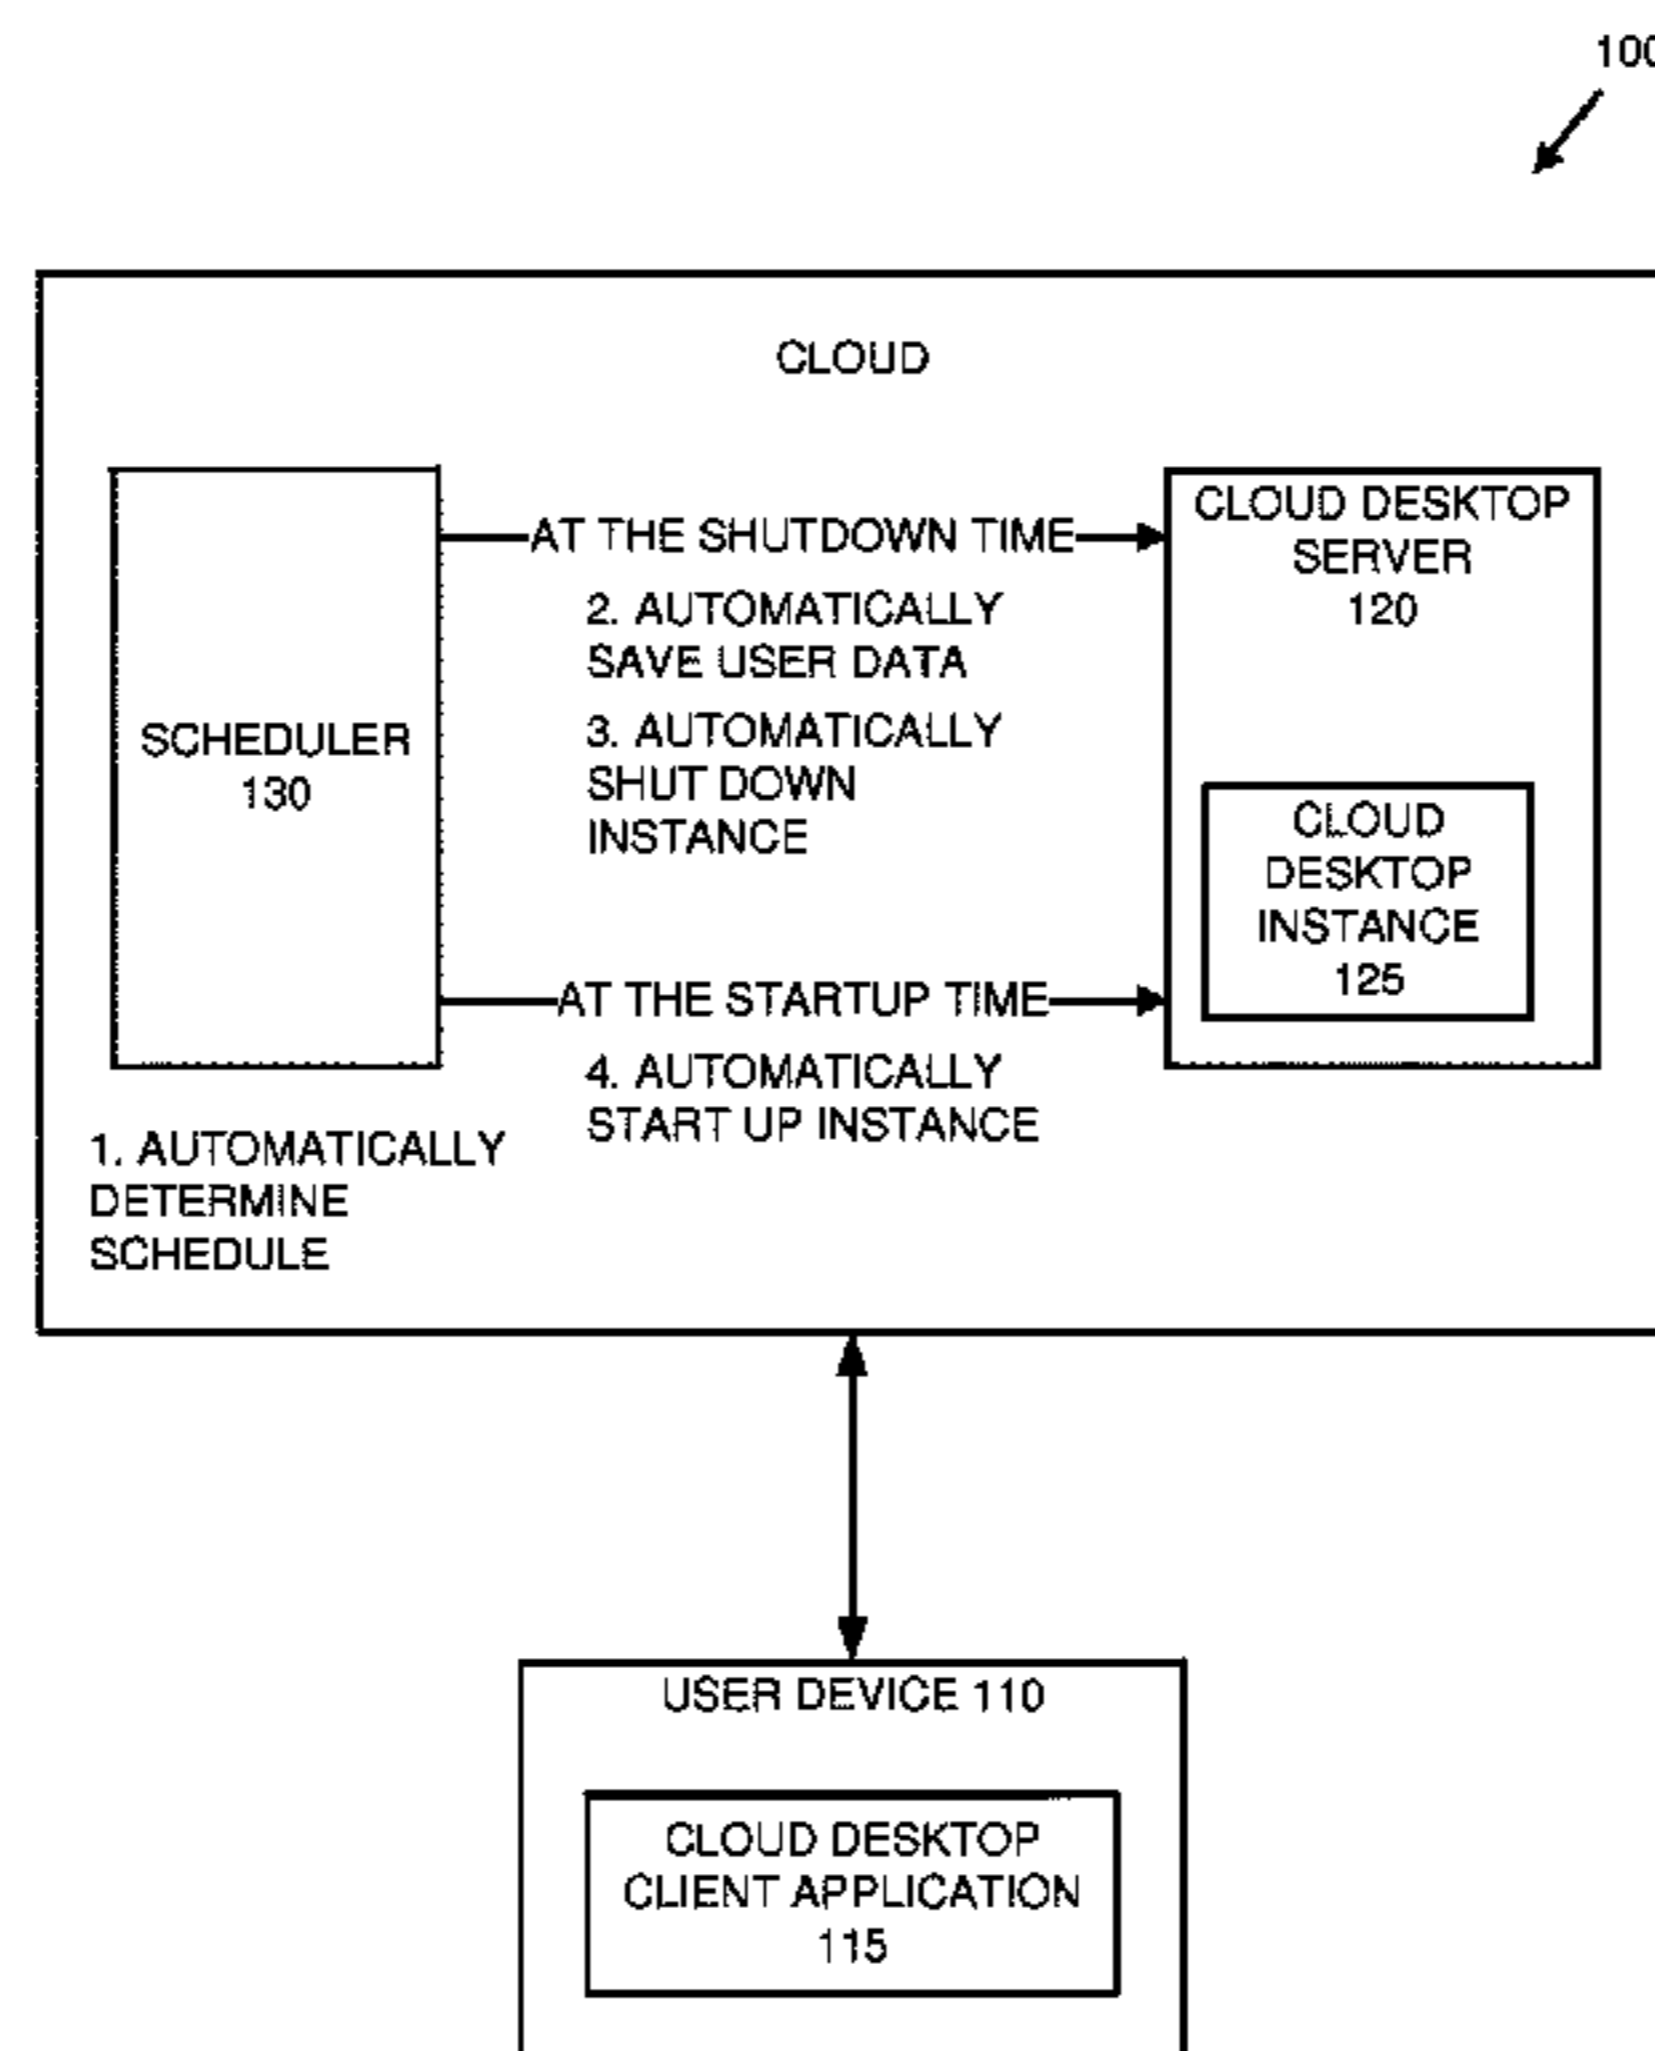 100
CLOUD
SCHEDULER
130
AT THE SHUTDOWN TIME
2. AUTOMATICALLY
SAVE USER DATA
3. AUTOMATICALLY
SHUT DOWN
INSTANCE
AT THE STARTUP TIME
4. AUTOMATICALLY
START UP INSTANCE
CLOUD DESKTOP
SERVER
120
CLOUD
DESKTOP
INSTANCE
125
1. AUTOMATICALLY
DETERMINE
SCHEDULE
USER DEVICE 110
CLOUD DESKTOP
CLIENT APPLICATION
115